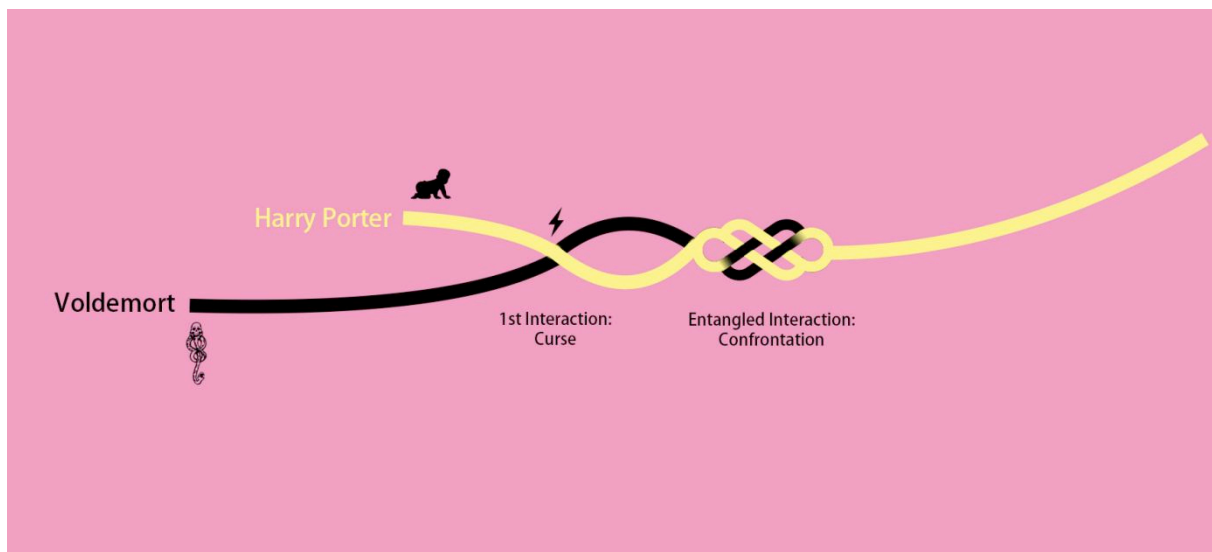 Harry Porter
Voldemort
1st Interaction:
Curse
Entangled Interaction:
Confrontation